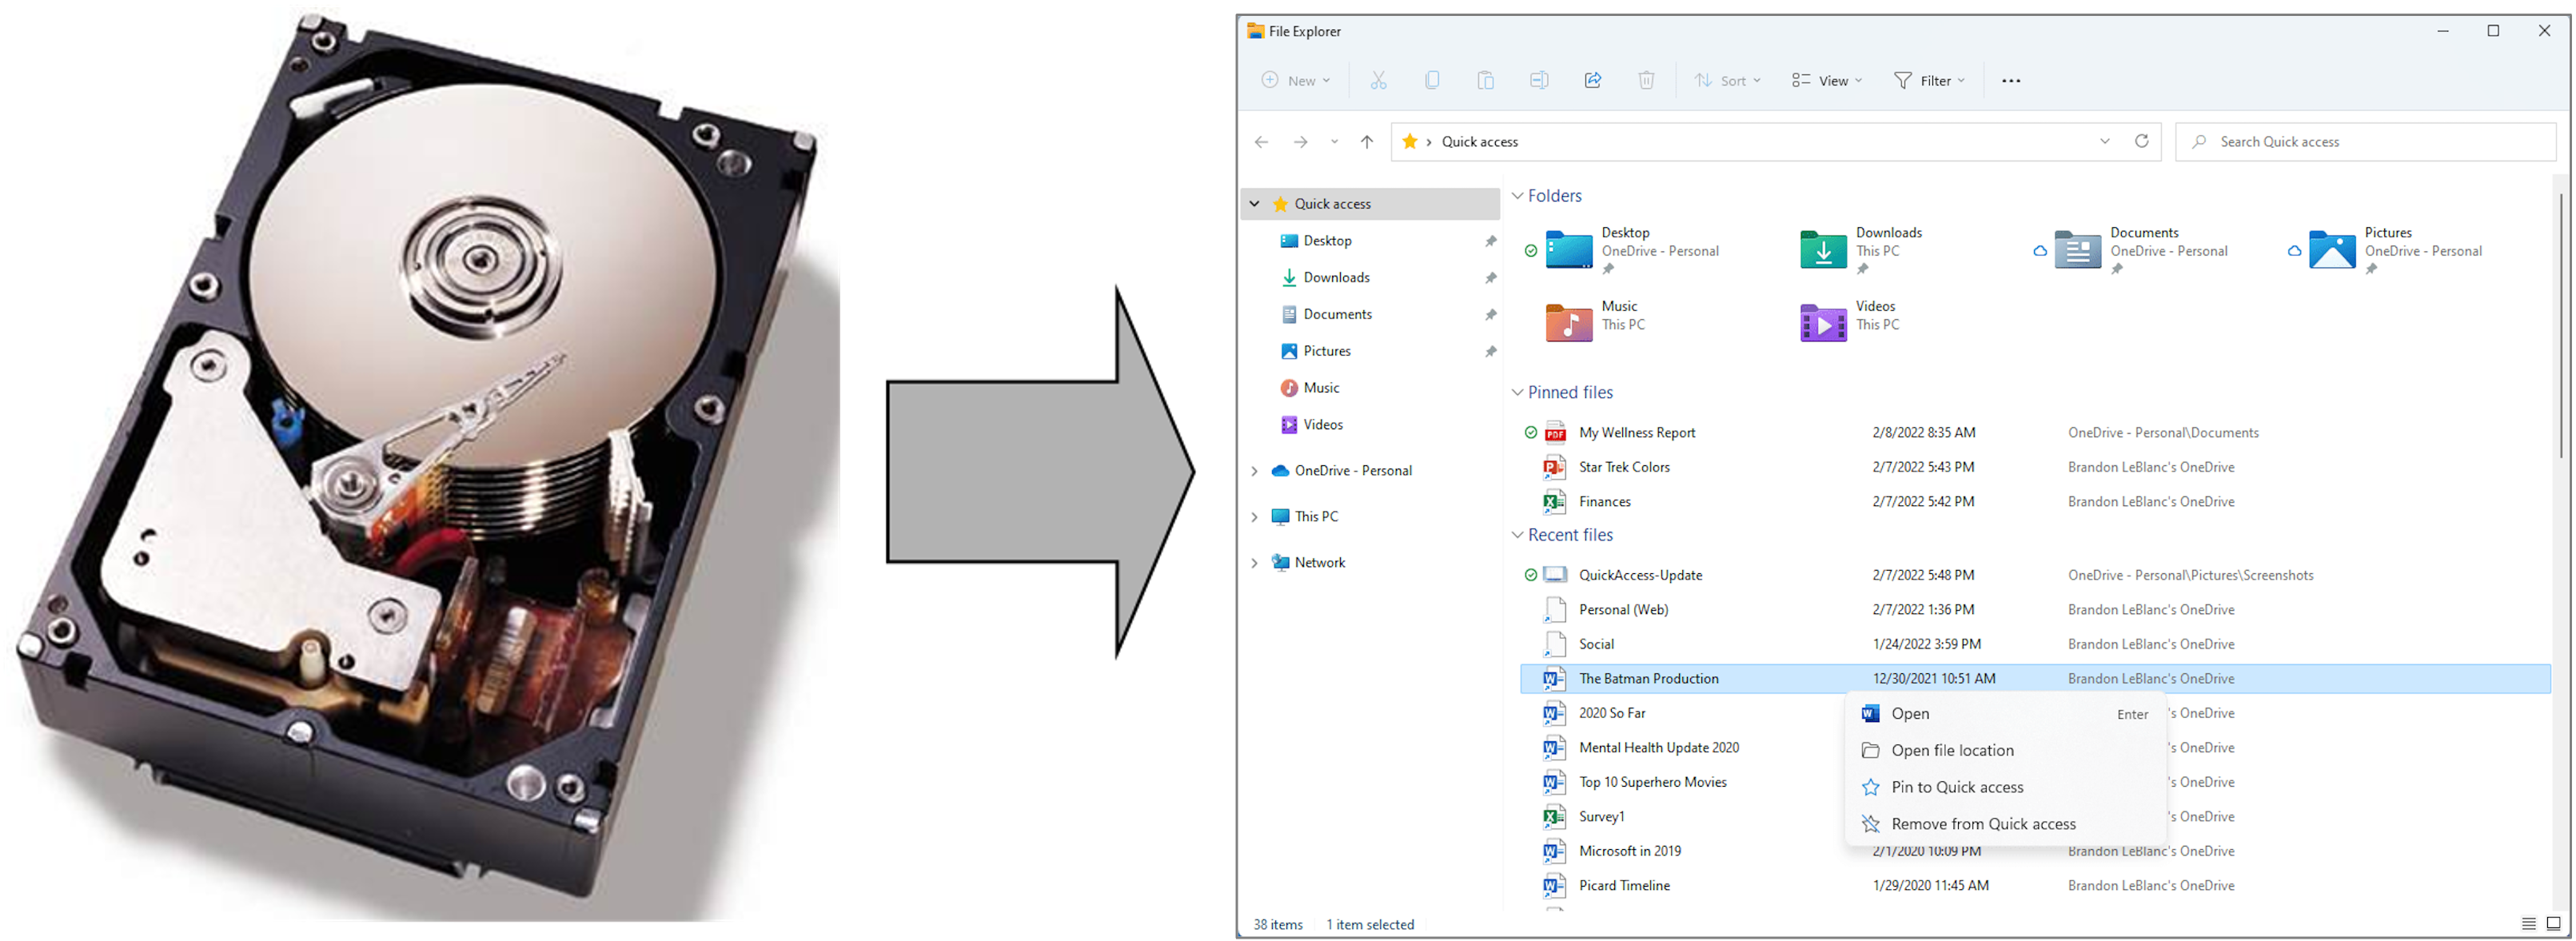 File Explorer
New
Sort
View
Filter
Quick access
Search Quick access
Quick access
Desktop
Downloads
Documents
Pictures
Music
Videos
OneDrive - Personal
This PC
Network
Folders
Desktop
OneDrive - Personal
Downloads
This PC
Documents
OneDrive - Personal
Pictures
OneDrive - Personal
Music
This PC
Videos
This PC
Pinned files
PDF My Wellness Report 2/8/2022 8:35 AM OneDrive - Personal\Documents
Star Trek Colors 2/7/2022 5:43 PM Brandon LeBlanc's OneDrive
Finances 2/7/2022 5:42 PM Brandon LeBlanc's OneDrive
Recent files
QuickAccess-Update 2/7/2022 5:48 PM OneDrive - Personal\Pictures\Screenshots
Personal (Web) 2/7/2022 1:36 PM Brandon LeBlanc's OneDrive
Social 1/24/2022 3:59 PM Brandon LeBlanc's OneDrive
The Batman Production 12/30/2021 10:51 AM Brandon LeBlanc's OneDrive
2020 So Far 's OneDrive
Mental Health Update 2020 's OneDrive
Top 10 Superhero Movies 's OneDrive
Survey1 's OneDrive
Microsoft in 2019 2/1/2020 10:09 PM Brandon LeBlanc's OneDrive
Picard Timeline 1/29/2020 11:45 AM Brandon LeBlanc's OneDrive
Open Enter
Open file location
Pin to Quick access
Remove from Quick access
38 items 1 item selected